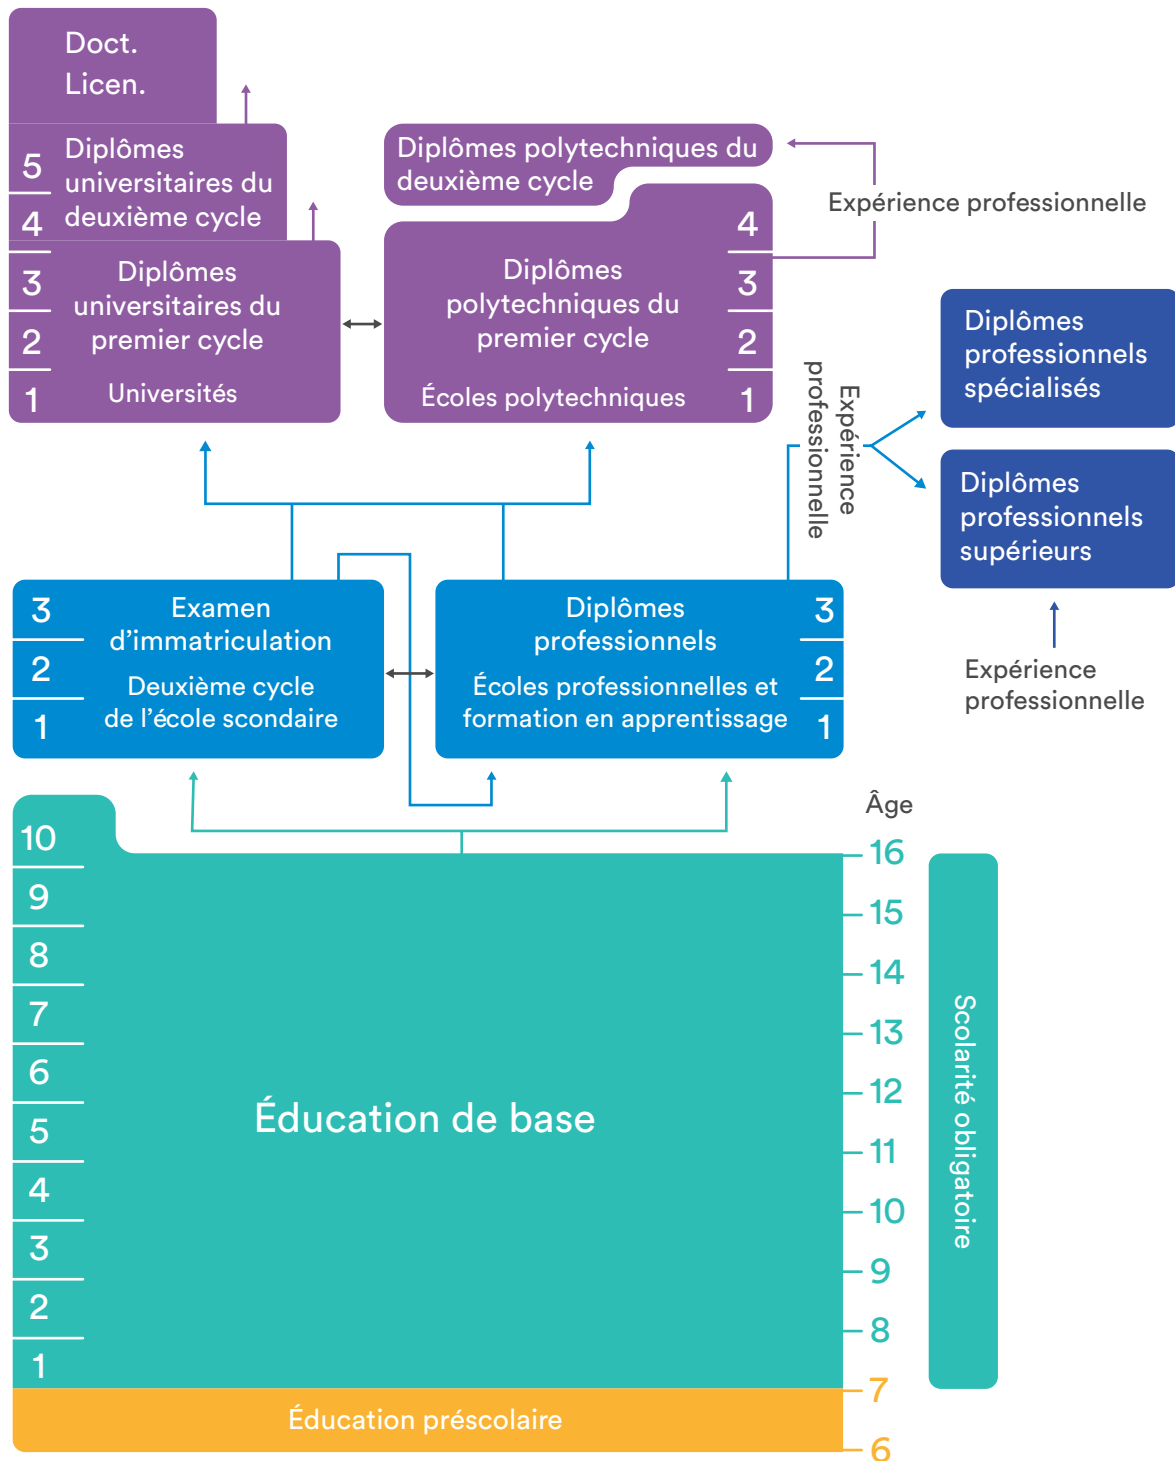 Doct.
Licen.
5
4
Diplômes
universitaires du
deuxième cycle
3
2
1
Diplômes
universitaires du
premier cycle
Universités
Diplômes polytechniques du
deuxième cycle
Diplômes
polytechniques du
premier cycle
Écoles polytechniques
4
3
2
1
Expérience professionnelle
Expérience
professionnelle
Diplômes
professionnels
spécialisés
Diplômes
professionnels
supérieurs
Expérience
professionnelle
3
2
1
Examen
d'immatriculation
Deuxième cycle
de l'école scondaire
Diplômes
professionnels
Écoles professionnelles et
formation en apprentissage
3
2
1
10
9
8
7
6
5
4
3
2
1
Éducation de base
Éducation préscolaire
Âge
16
15
14
13
12
11
10
9
8
7
6
Scolarité obligatoire